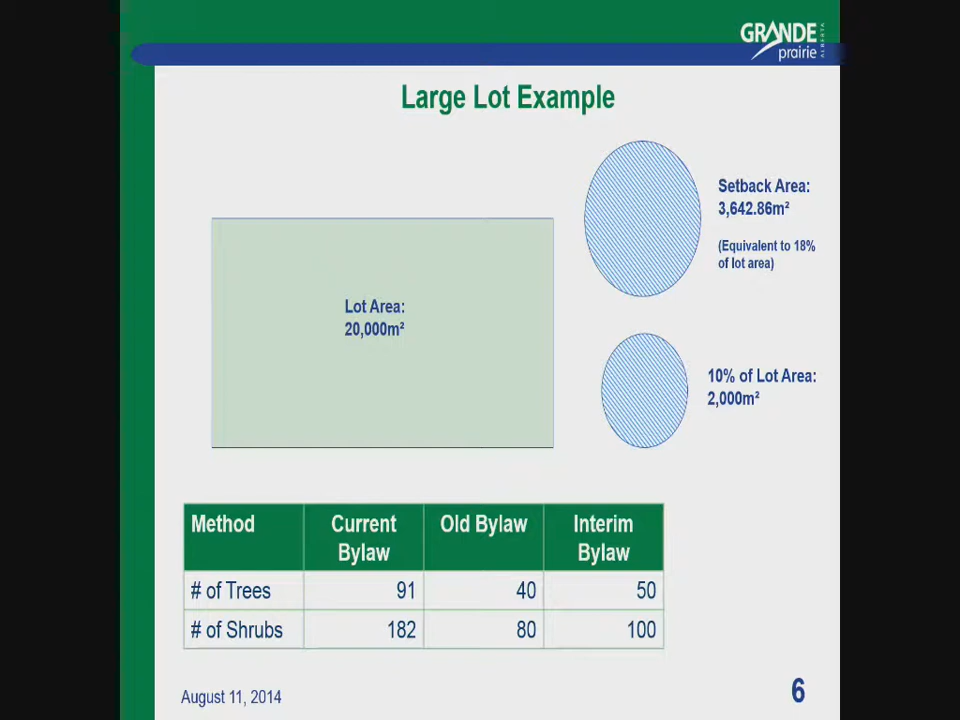 GRANDE
prairie
ALBERTA
Large Lot Example
Setback Area:
3,642.86m²
(Equivalent to 18%
of lot area)
Lot Area:
20,000m²
10% of Lot Area:
2,000m²
Method Current Bylaw Old Bylaw Interim Bylaw
# of Trees 91 40 50
# of Shrubs 182 80 100
August 11, 2014
6